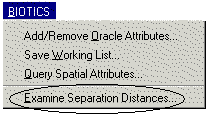 BIOTICS
Add/Remove Oracle Attributes...
Save Working List...
Query Spatial Attributes...
Examine Separation Distances...